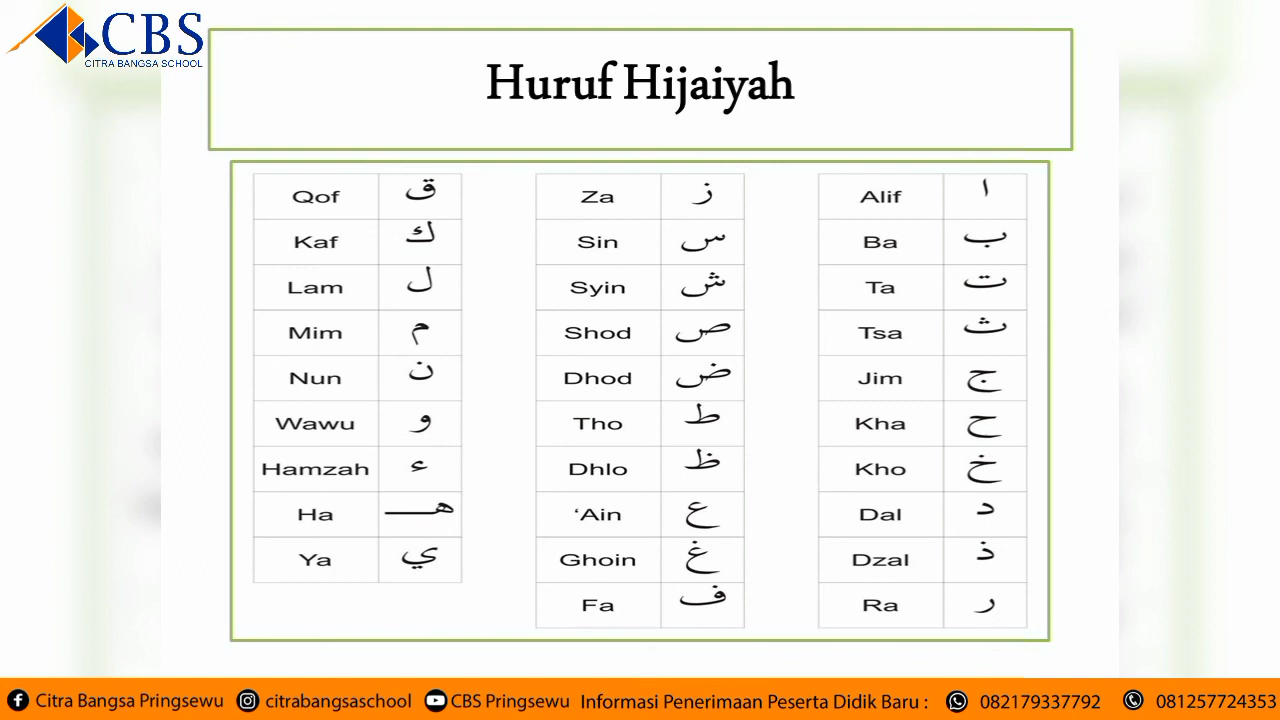 CBS
CITRA BANGSA SCHOOL
Huruf Hijaiyah
Qof ق
Kaf ك
Lam ل
Mim م
Nun ن
Wawu و
Hamzah ء
Ha هـ
Ya ي
Za ز
Sin س
Syin ش
Shod ص
Dhod ض
Tho ط
Dhlo ظ
‘Ain ع
Ghoin غ
Fa ف
Alif ا
Ba ب
Ta ت
Tsa ث
Jim ج
Kha ح
Kho خ
Dal د
Dzal ذ
Ra ر
Citra Bangsa Pringsewu citrabangsaschool CBS Pringsewu Informasi Penerimaan Peserta Didik Baru : 082179337792 081257724353